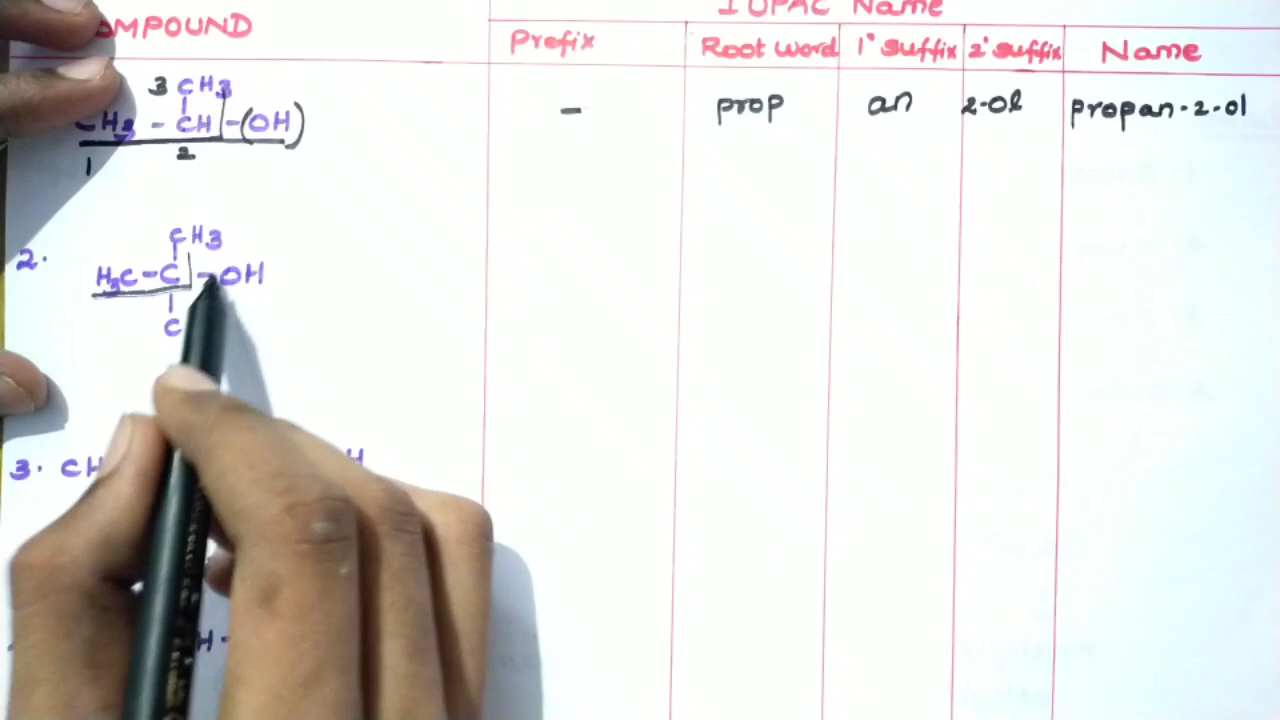 IUPAC Name
OMPOUND Prefix Root word 1° suffix 2° suffix Name
3 CH3
CH3 - CH - (OH) - prop an 2-ol propan-2-ol
1 2
CH3
2. H3C - C - OH
C
3. CH H
H -